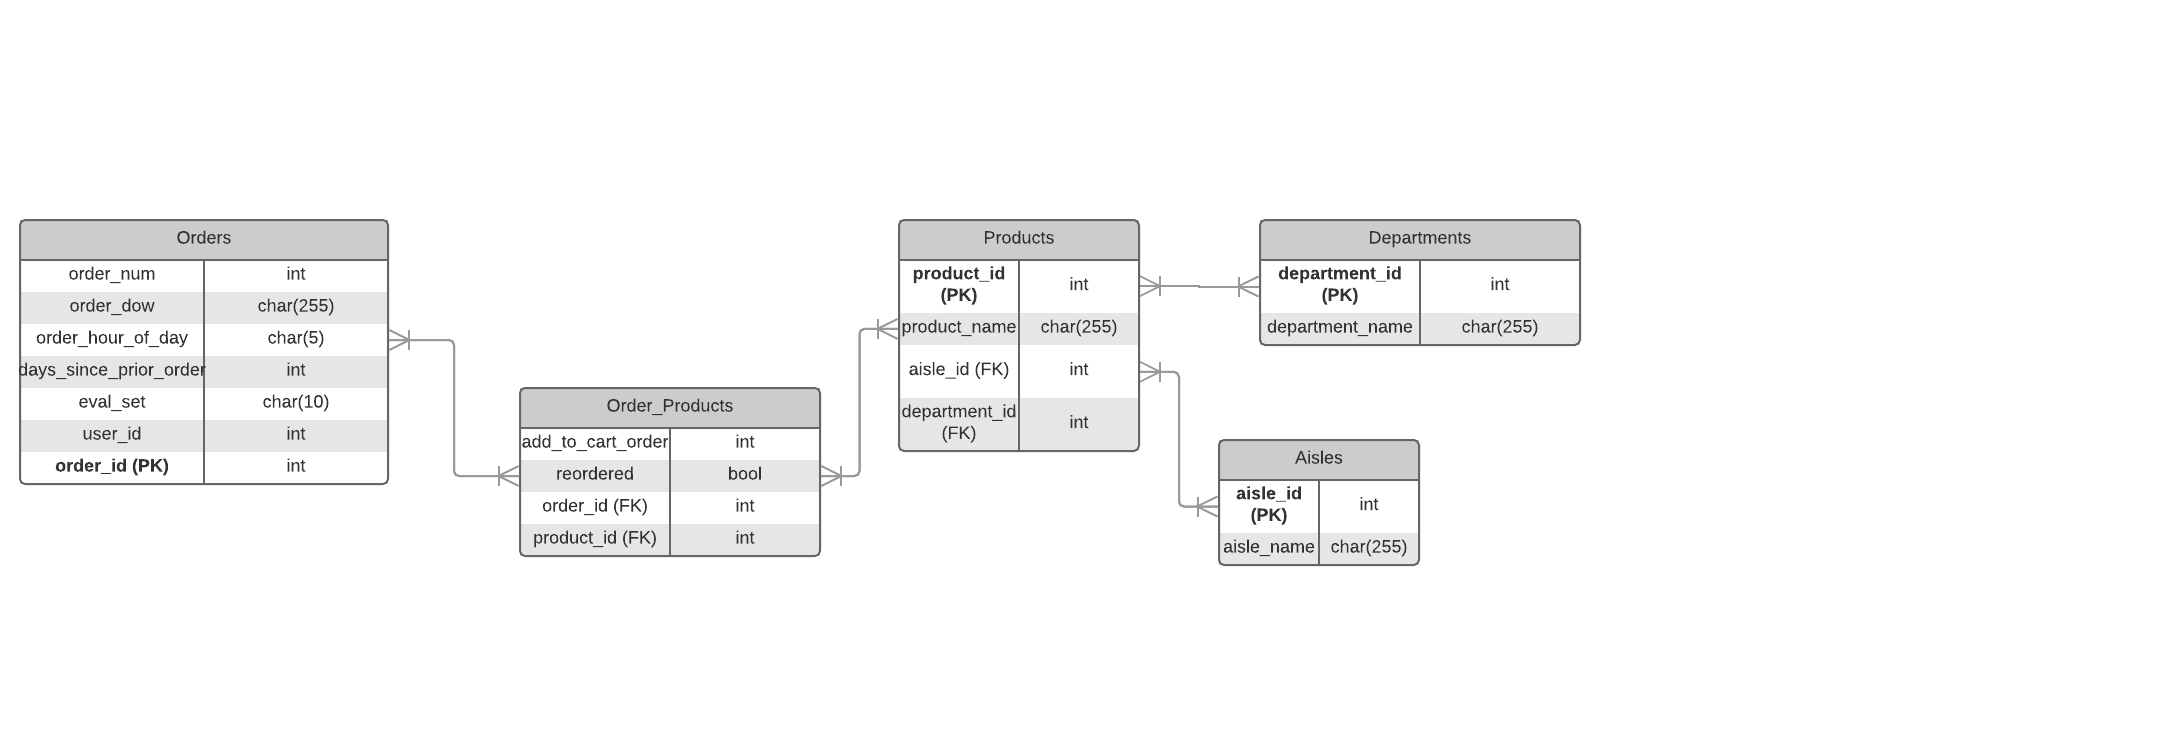 Orders
order_num int
order_dow char(255)
order_hour_of_day char(5)
days_since_prior_order int
eval_set char(10)
user_id int
order_id (PK) int
Order_Products
add_to_cart_order int
reordered bool
order_id (FK) int
product_id (FK) int
Products
product_id
(PK)
int
product_name char(255)
aisle_id (FK) int
department_id
(FK)
int
Departments
department_id
(PK)
int
department_name char(255)
Aisles
aisle_id
(PK)
int
aisle_name char(255)